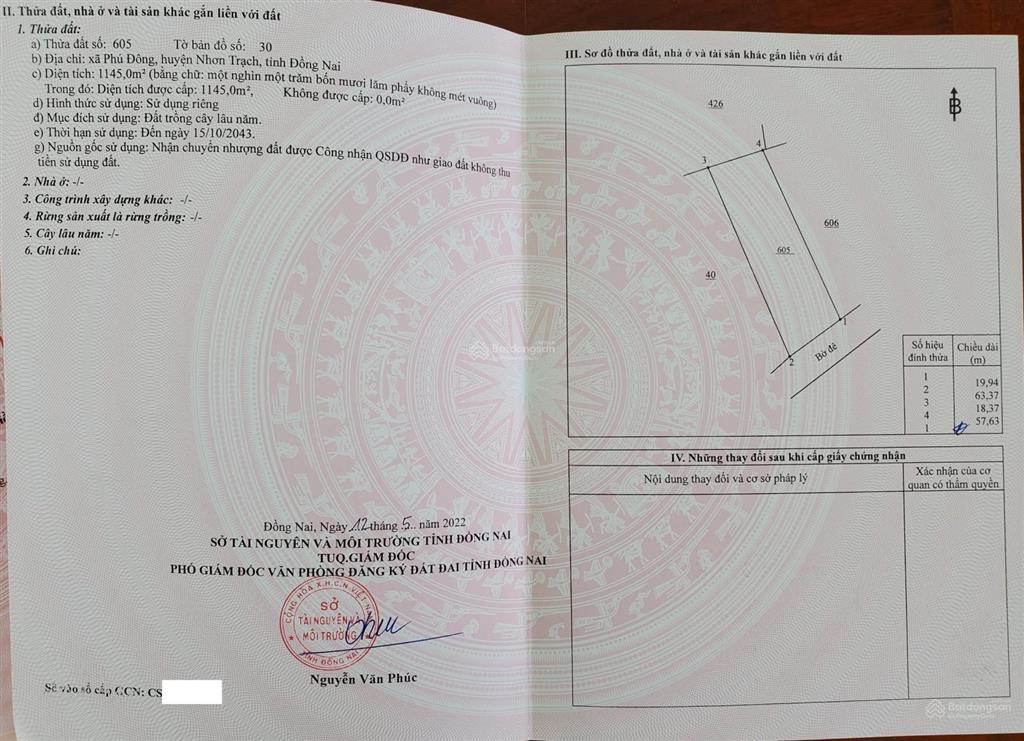 II. Thửa đất, nhà ở và tài sản khác gắn liền với đất
1. Thửa đất:
a) Thửa đất số: 605 Tờ bản đồ số: 30
b) Địa chỉ: xã Phú Đông, huyện Nhơn Trạch, tỉnh Đồng Nai
c) Diện tích: 1145,0m² (bằng chữ: một nghìn một trăm bốn mươi lăm phẩy không mét vuông)
Trong đó: Diện tích được cấp: 1145,0m², Không được cấp: 0,0m²
d) Hình thức sử dụng: Sử dụng riêng
đ) Mục đích sử dụng: Đất trồng cây lâu năm.
e) Thời hạn sử dụng: Đến ngày 15/10/2043.
g) Nguồn gốc sử dụng: Nhận chuyển nhượng đất được Công nhận QSDĐ như giao đất không thu
tiền sử dụng đất.
2. Nhà ở: -/-
3. Công trình xây dựng khác: -/-
4. Rừng sản xuất là rừng trồng: -/-
5. Cây lâu năm: -/-
6. Ghi chú:
Đồng Nai, Ngày 12 tháng 5.. năm 2022
SỞ TÀI NGUYÊN VÀ MÔI TRƯỜNG TỈNH ĐỒNG NAI
TUQ.GIÁM ĐỐC
PHÓ GIÁM ĐỐC VĂN PHÒNG ĐĂNG KÝ ĐẤT ĐAI TỈNH ĐỒNG NAI
CỘNG HÒA X.H.C.N VIỆT NAM
SỞ
TÀI NGUYÊN VÀ
MÔI TRƯỜNG
TỈNH ĐỒNG NAI
Nguyễn Văn Phúc
Số vào sổ cấp GCN: CS
III. Sơ đồ thửa đất, nhà ở và tài sản khác gắn liền với đất
426
B
4
3
606
605
40
1
2
Bờ đê
Số hiệu đỉnh thửa Chiều dài (m)
1
19,94
2
63,37
3
18,37
4
57,63
1
IV. Những thay đổi sau khi cấp giấy chứng nhận
Nội dung thay đổi và cơ sở pháp lý
Xác nhận của cơ
quan có thẩm quyền
Batdongsan
Batdongsan